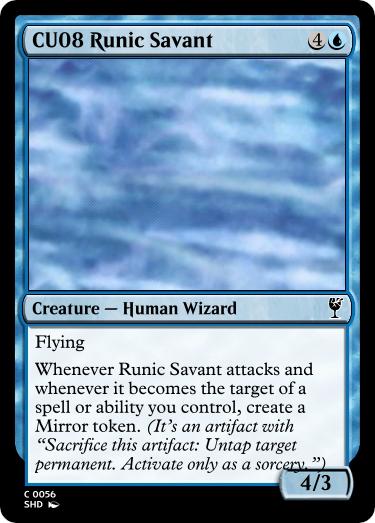 CU08 Runic Savant 4
Creature — Human Wizard
Flying
Whenever Runic Savant attacks and
whenever it becomes the target of a
spell or ability you control, create a
Mirror token. (It's an artifact with
“Sacrifice this artifact: Untap target
permanent. Activate only as a sorcery.”)
4/3
C 0056
SHD